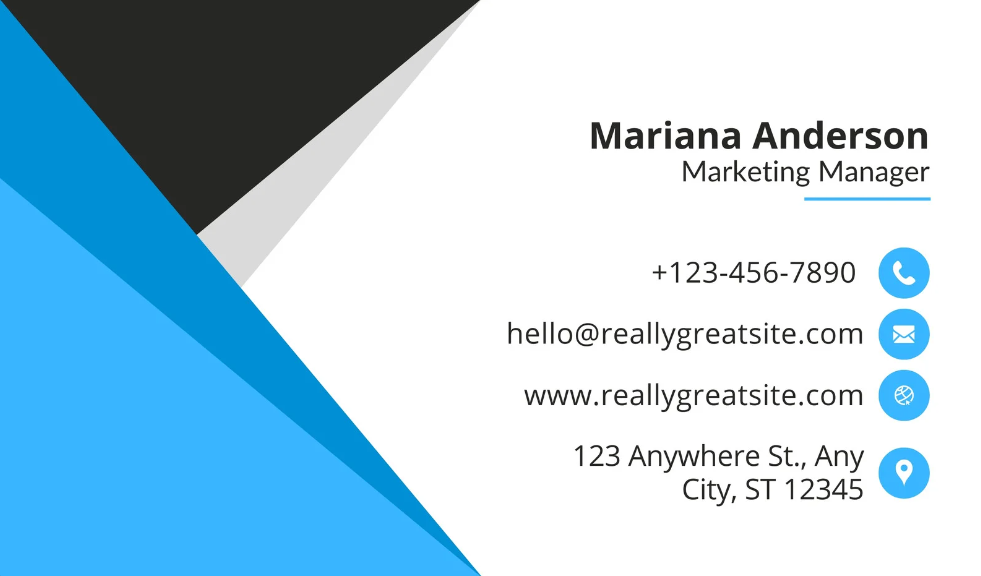 Mariana Anderson
Marketing Manager
+123-456-7890
hello@reallygreatsite.com
www.reallygreatsite.com
123 Anywhere St., Any
City, ST 12345